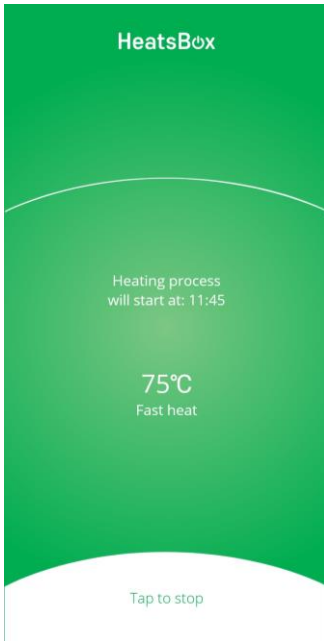 HeatsBox
Heating process
will start at: 11:45
75°C
Fast heat
Tap to stop